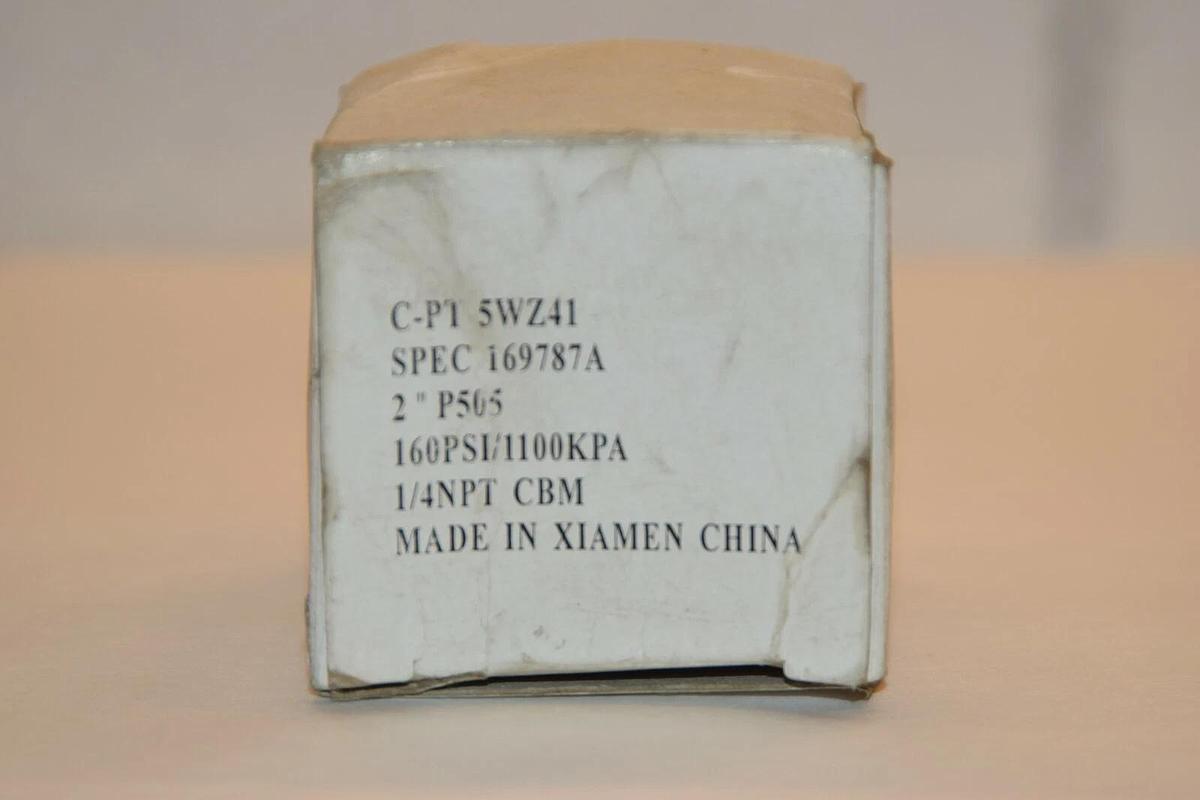 C-PT 5WZ41
SPEC 169787A
2" P505
160PSI/1100KPA
1/4NPT CBM
MADE IN XIAMEN CHINA